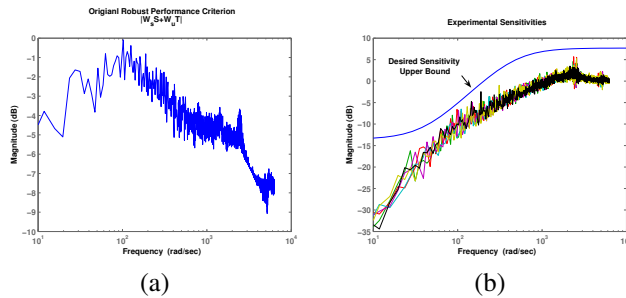 Origianl Robust Performance Criterion
|W_sS+W_uT|
Magnitude (dB)
0
−1
−2
−3
−4
−5
−6
−7
−8
−9
−10
10^1
10^2
10^3
10^4
Frequency (rad/sec)
(a)
Experimental Sensitivities
Desired Sensitivity
Upper Bound
Magnitude (dB)
10
5
0
−5
−10
−15
−20
−25
−30
−35
10^1
10^2
10^3
Frequency (rad/sec)
(b)